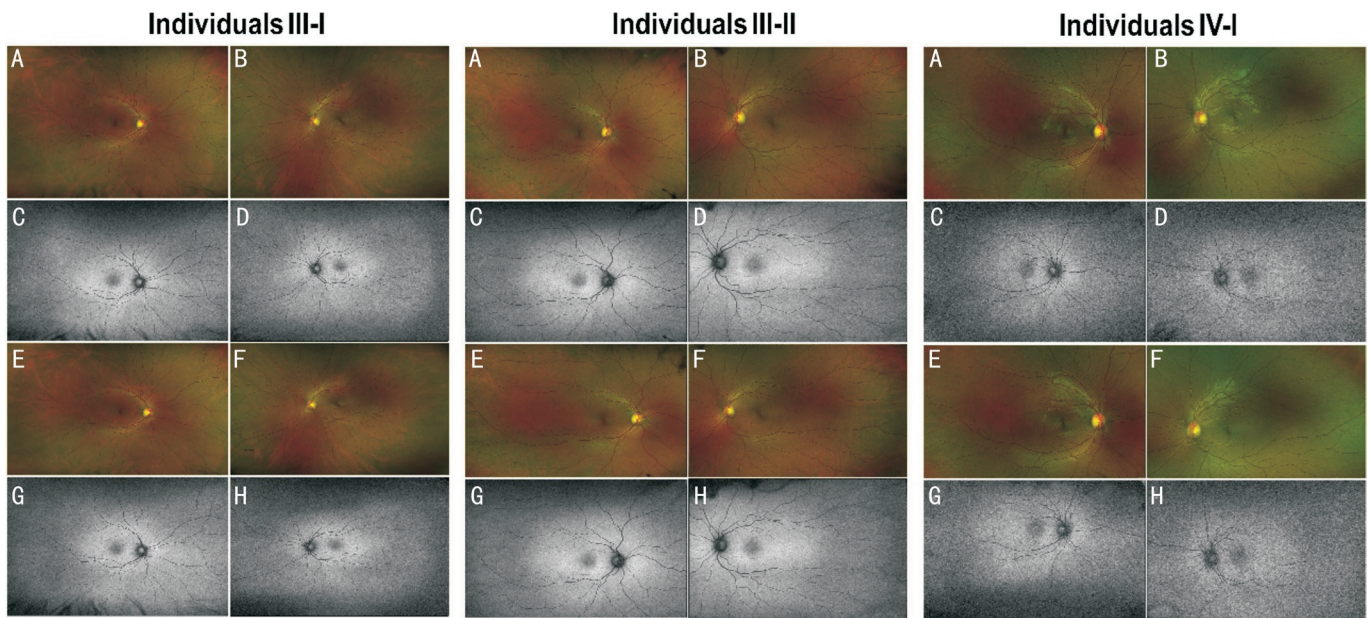 Individuals III-I
A B
C D
E F
G H
Individuals III-II
A B
C D
E F
G H
Individuals IV-I
A B
C D
E F
G H